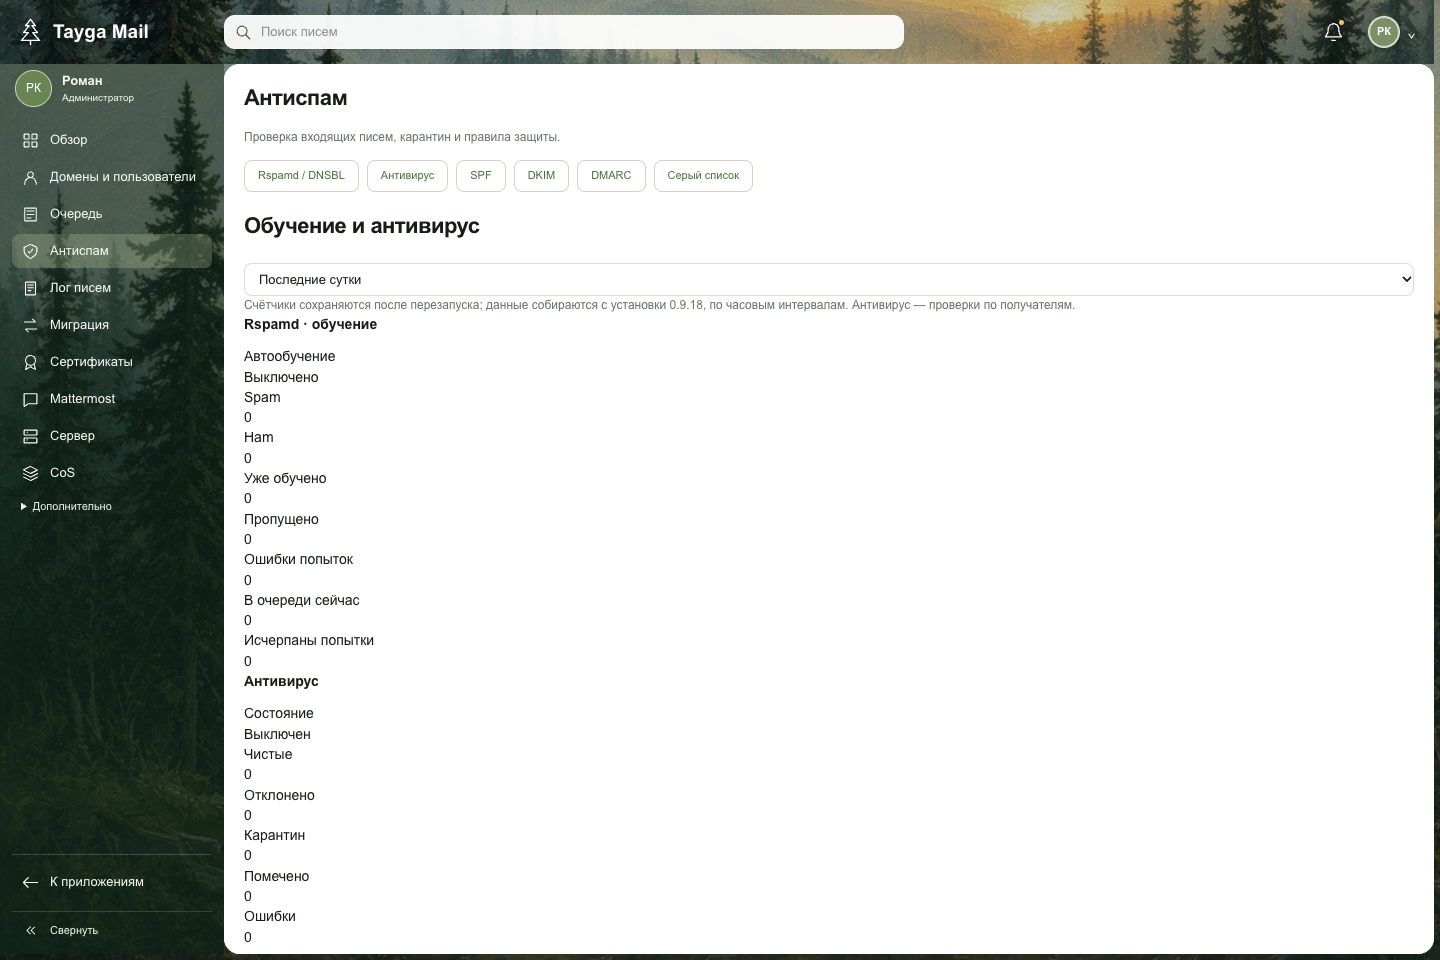 Tayga Mail
Поиск писем
РК
РК
Роман
Администратор
Обзор
Домены и пользователи
Очередь
Антиспам
Лог писем
Миграция
Сертификаты
Mattermost
Сервер
CoS
Дополнительно
К приложениям
Свернуть
Антиспам
Проверка входящих писем, карантин и правила защиты.
Rspamd / DNSBL
Антивирус
SPF
DKIM
DMARC
Серый список
Обучение и антивирус
Последние сутки
Счётчики сохраняются после перезапуска; данные собираются с установки 0.9.18, по часовым интервалам. Антивирус — проверки по получателям.
Rspamd · обучение
Автообучение
Выключено
Spam
0
Ham
0
Уже обучено
0
Пропущено
0
Ошибки попыток
0
В очереди сейчас
0
Исчерпаны попытки
0
Антивирус
Состояние
Выключен
Чистые
0
Отклонено
0
Карантин
0
Помечено
0
Ошибки
0